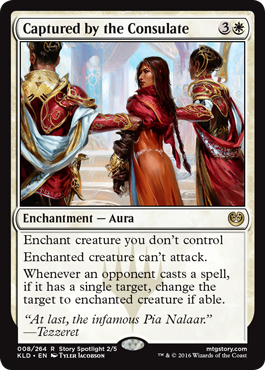 Captured by the Consulate 3
Enchantment — Aura
Enchant creature you don't control
Enchanted creature can't attack.
Whenever an opponent casts a spell,
if it has a single target, change the
target to enchanted creature if able.
“At last, the infamous Pia Nalaar.”
—Tezzeret
008/264 R Story Spotlight 2/5 mtgstory.com
KLD • EN Tyler Jacobson ™ & © 2016 Wizards of the Coast